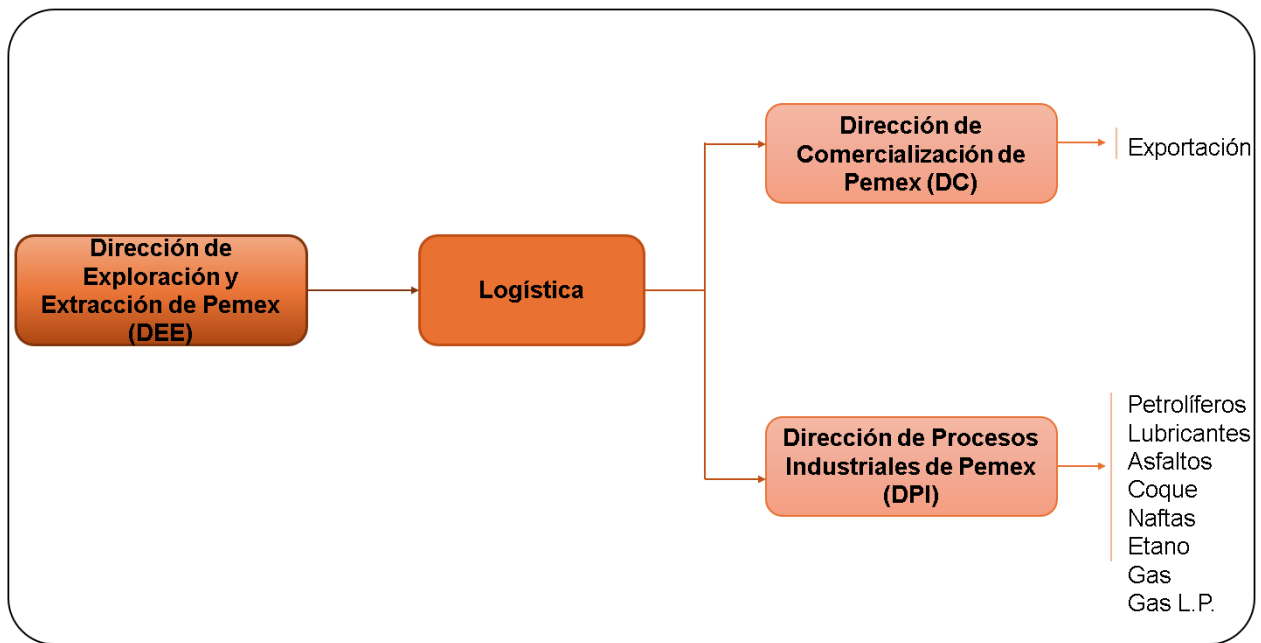 Dirección de
Exploración y
Extracción de Pemex
(DEE)
Logística
Dirección de
Comercialización de
Pemex (DC)
Exportación
Dirección de Procesos
Industriales de Pemex
(DPI)
Petrolíferos
Lubricantes
Asfaltos
Coque
Naftas
Etano
Gas
Gas L.P.